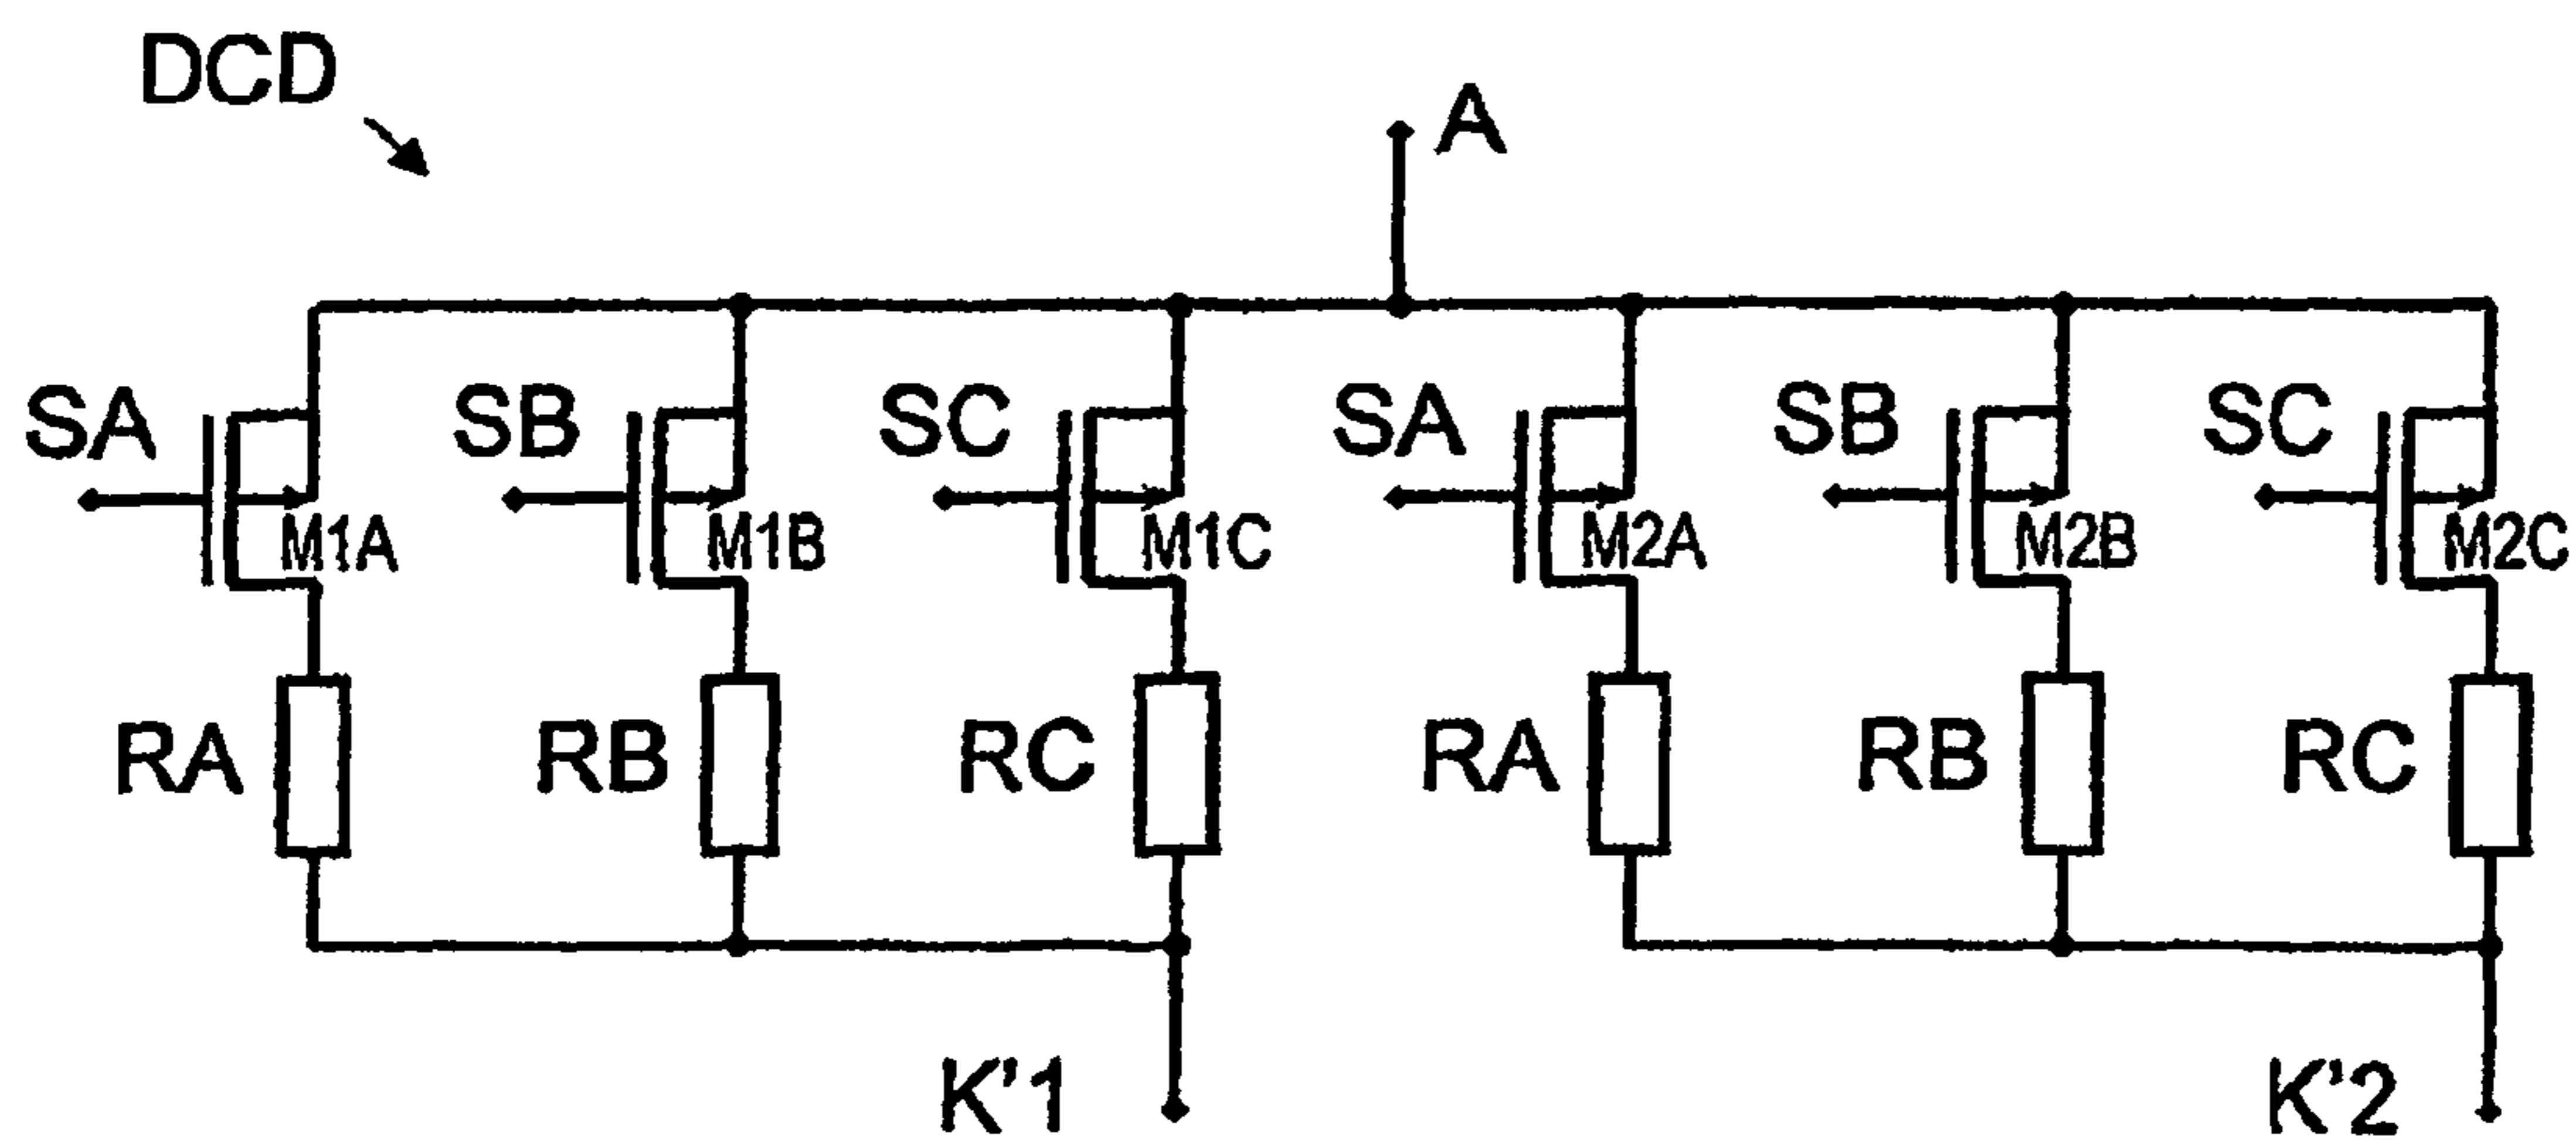 DCD
A
SA SB SC SA SB SC
M1A M1B M1C M2A M2B M2C
RA RB RC RA RB RC
K'1 K'2